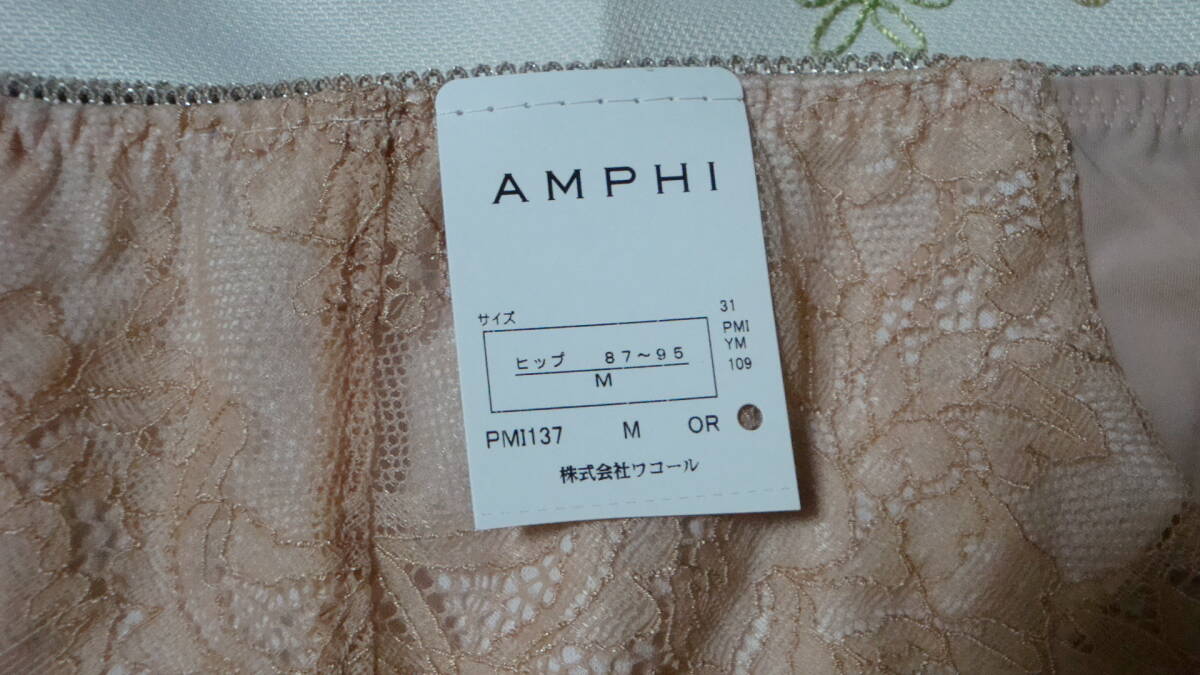 AMPHI
サイズ
ヒップ 87～95
M
31
PMI
YM
109
PMI137 M OR
株式会社ワコール